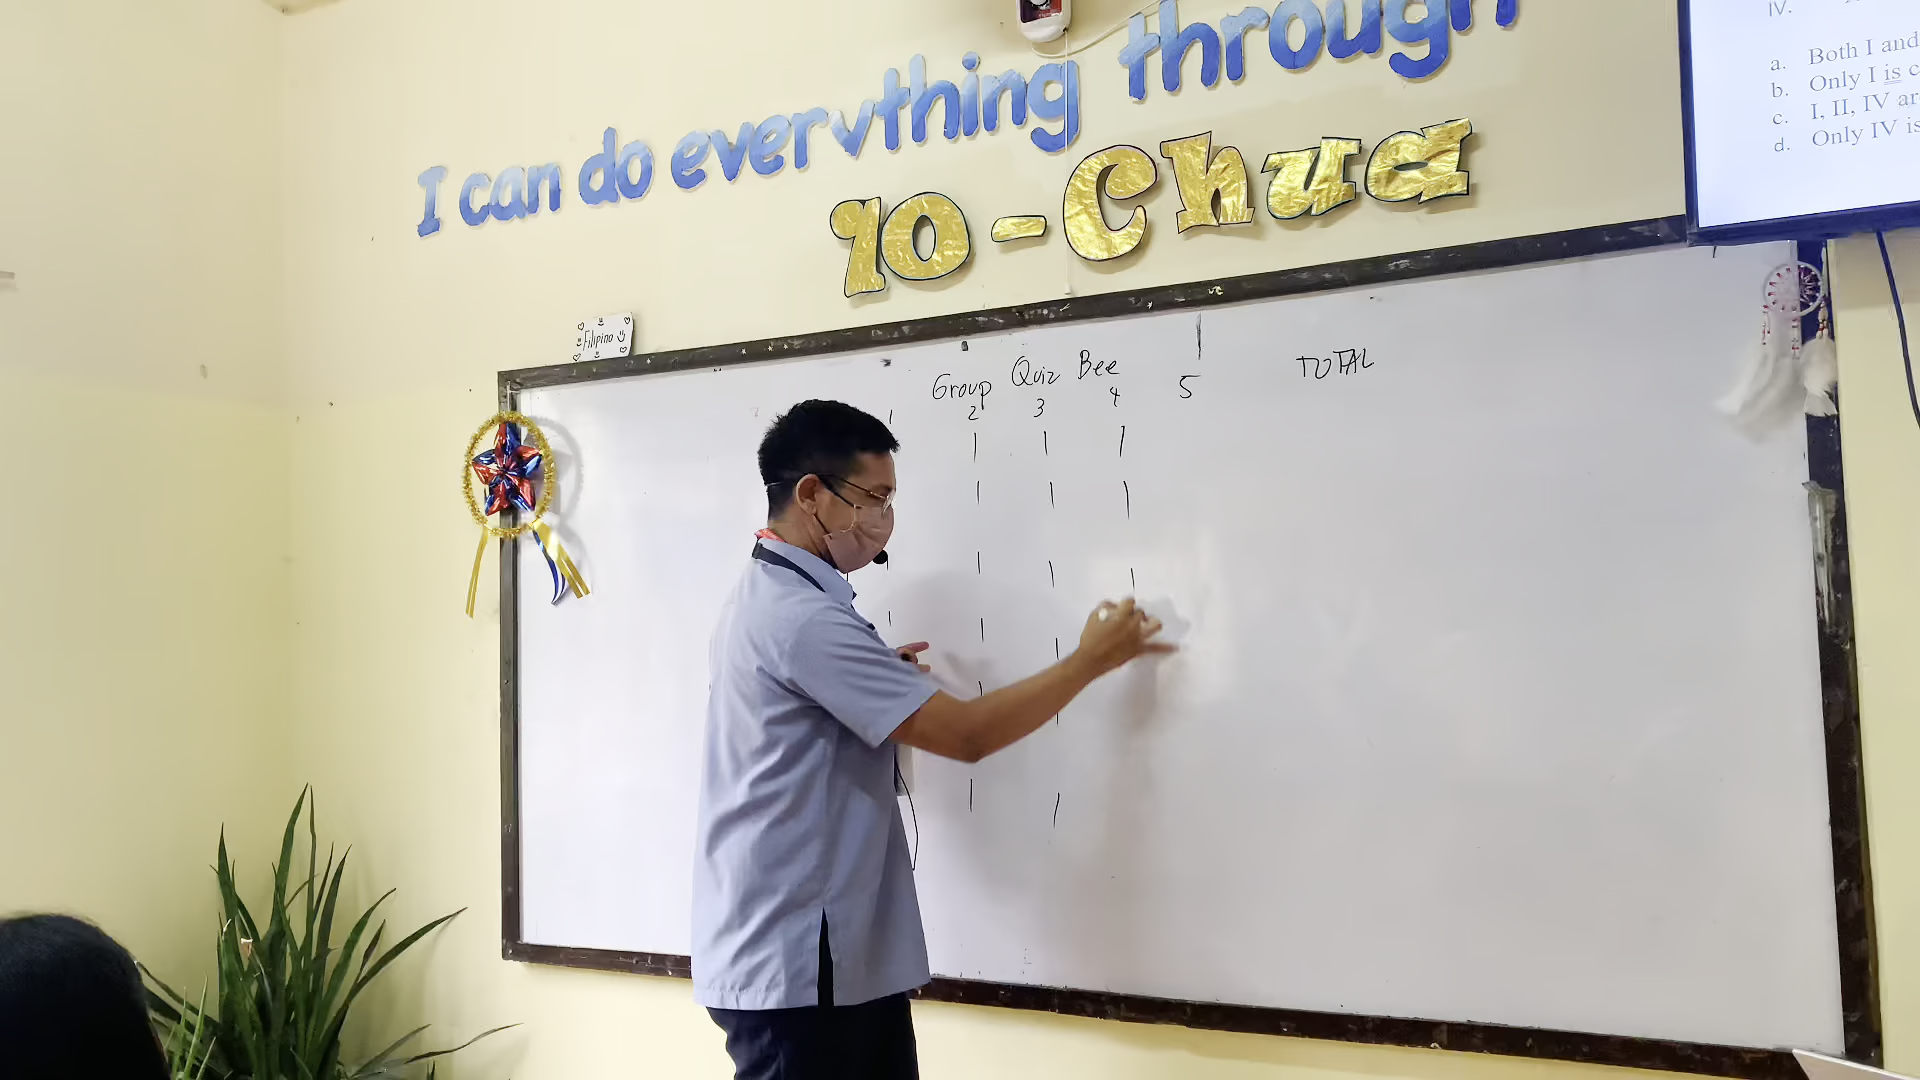 I can do everything through
10-Chua
Filipino
Group Quiz Bee
TOTAL
1 2 3 4 5
IV.
a. Both I and
b. Only I is c
c. I, II, IV ar
d. Only IV is